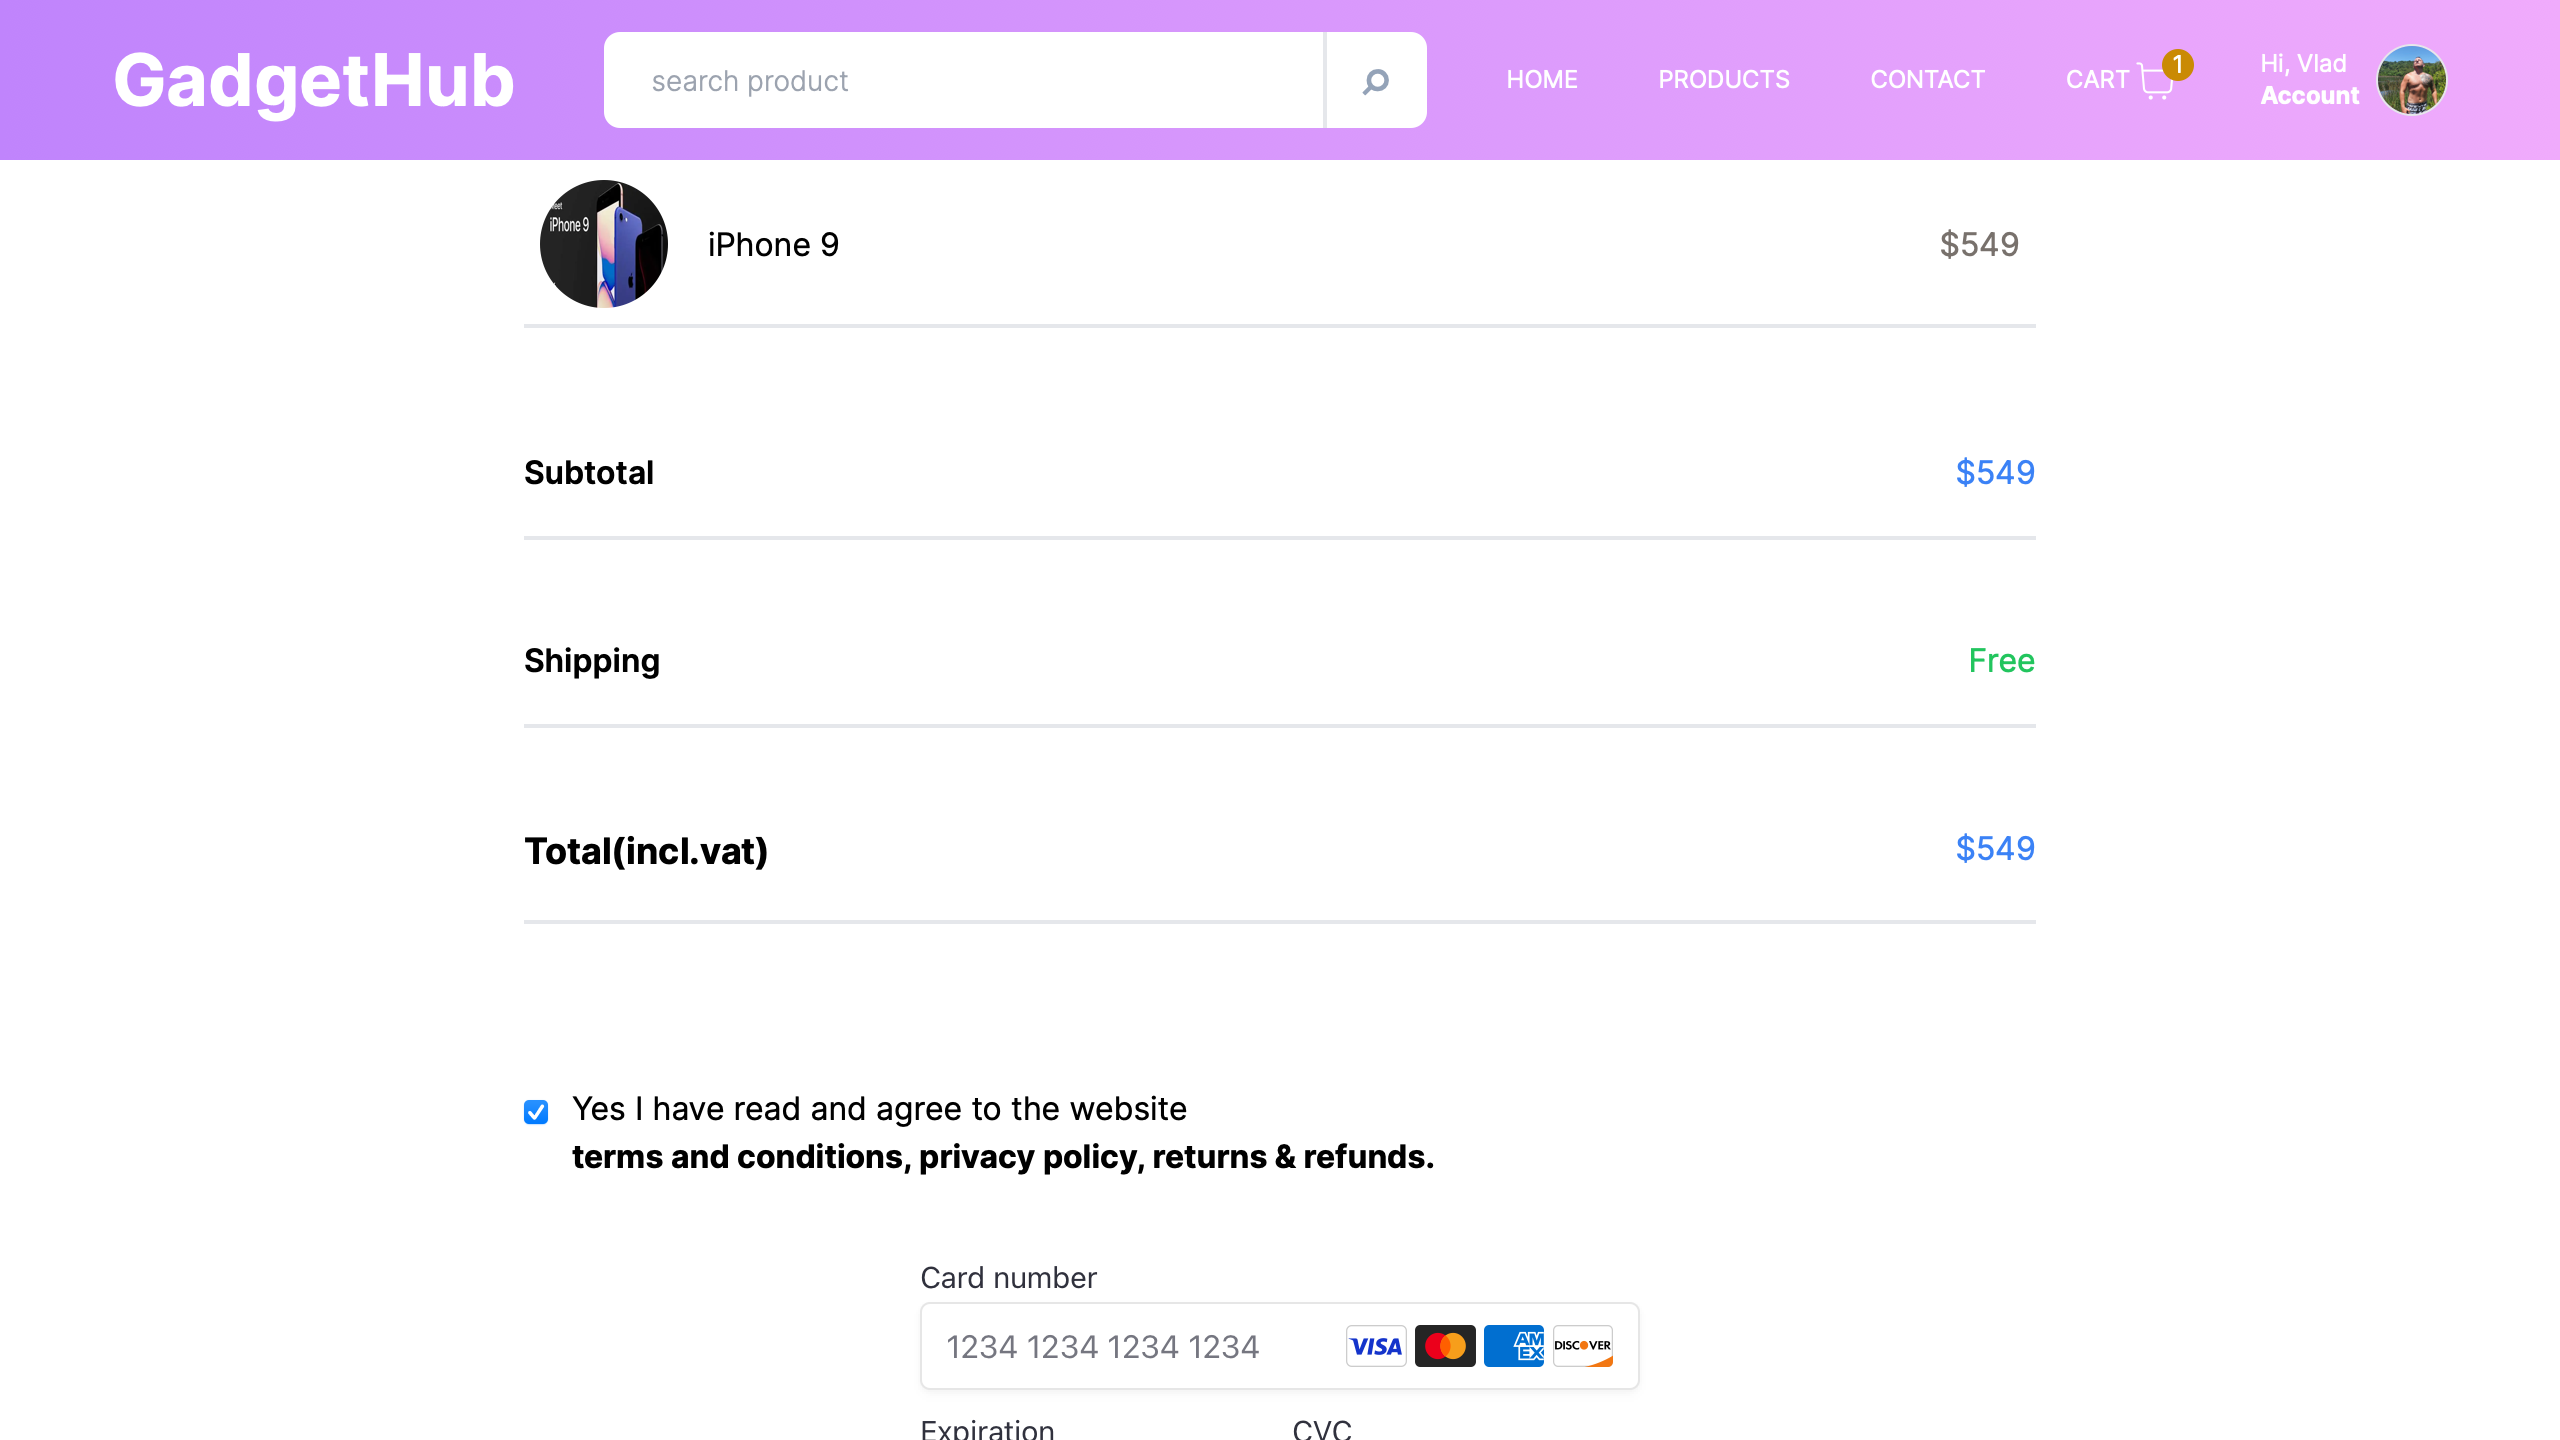 GadgetHub
search product
HOME
PRODUCTS
CONTACT
CART
1
Hi, Vlad
Account
iPhone 9
iPhone 9
$549
Subtotal
$549
Shipping
Free
Total(incl.vat)
$549
Yes I have read and agree to the website
terms and conditions, privacy policy, returns & refunds.
Card number
1234 1234 1234 1234
VISA
AM
EX
DISCOVER
Expiration
CVC